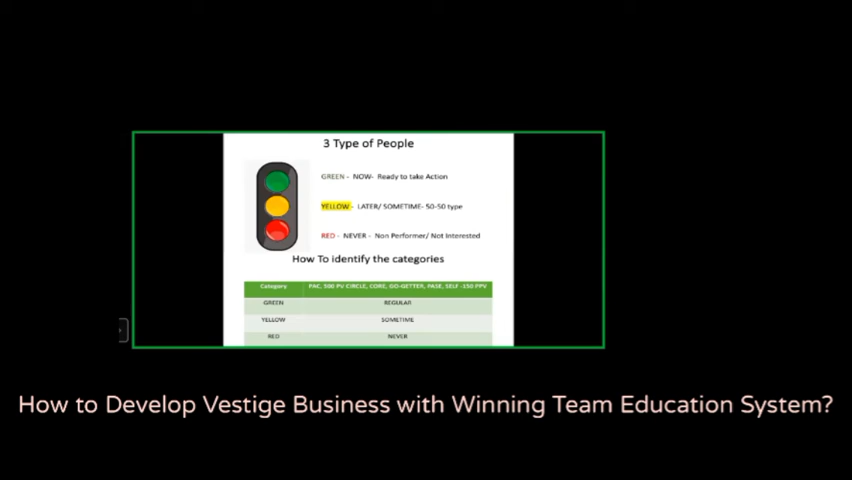 3 Type of People
GREEN - NOW- Ready to take Action
YELLOW - LATER/ SOMETIME- 50-50 type
RED - NEVER - Non Performer/ Not Interested
How To identify the categories
Category PAC, 500 PV CIRCLE, CORE, GO-GETTER, PASE, SELF -150 PPV
GREEN REGULAR
YELLOW SOMETIME
RED NEVER
How to Develop Vestige Business with Winning Team Education System?